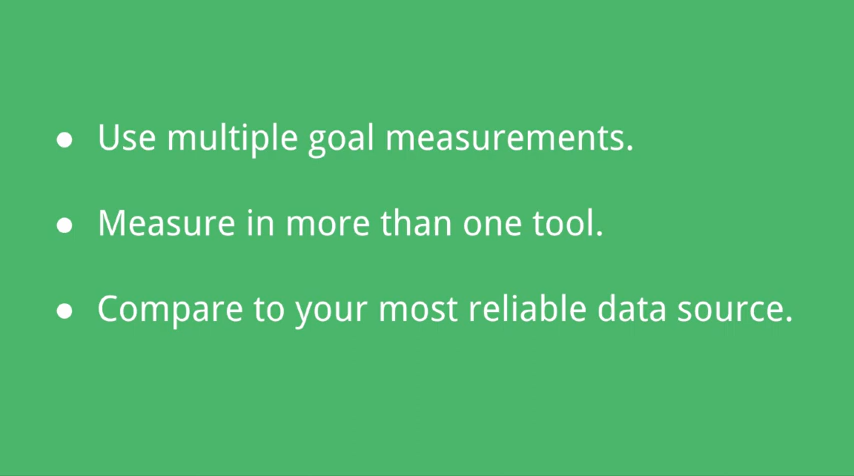 ● Use multiple goal measurements.
● Measure in more than one tool.
● Compare to your most reliable data source.